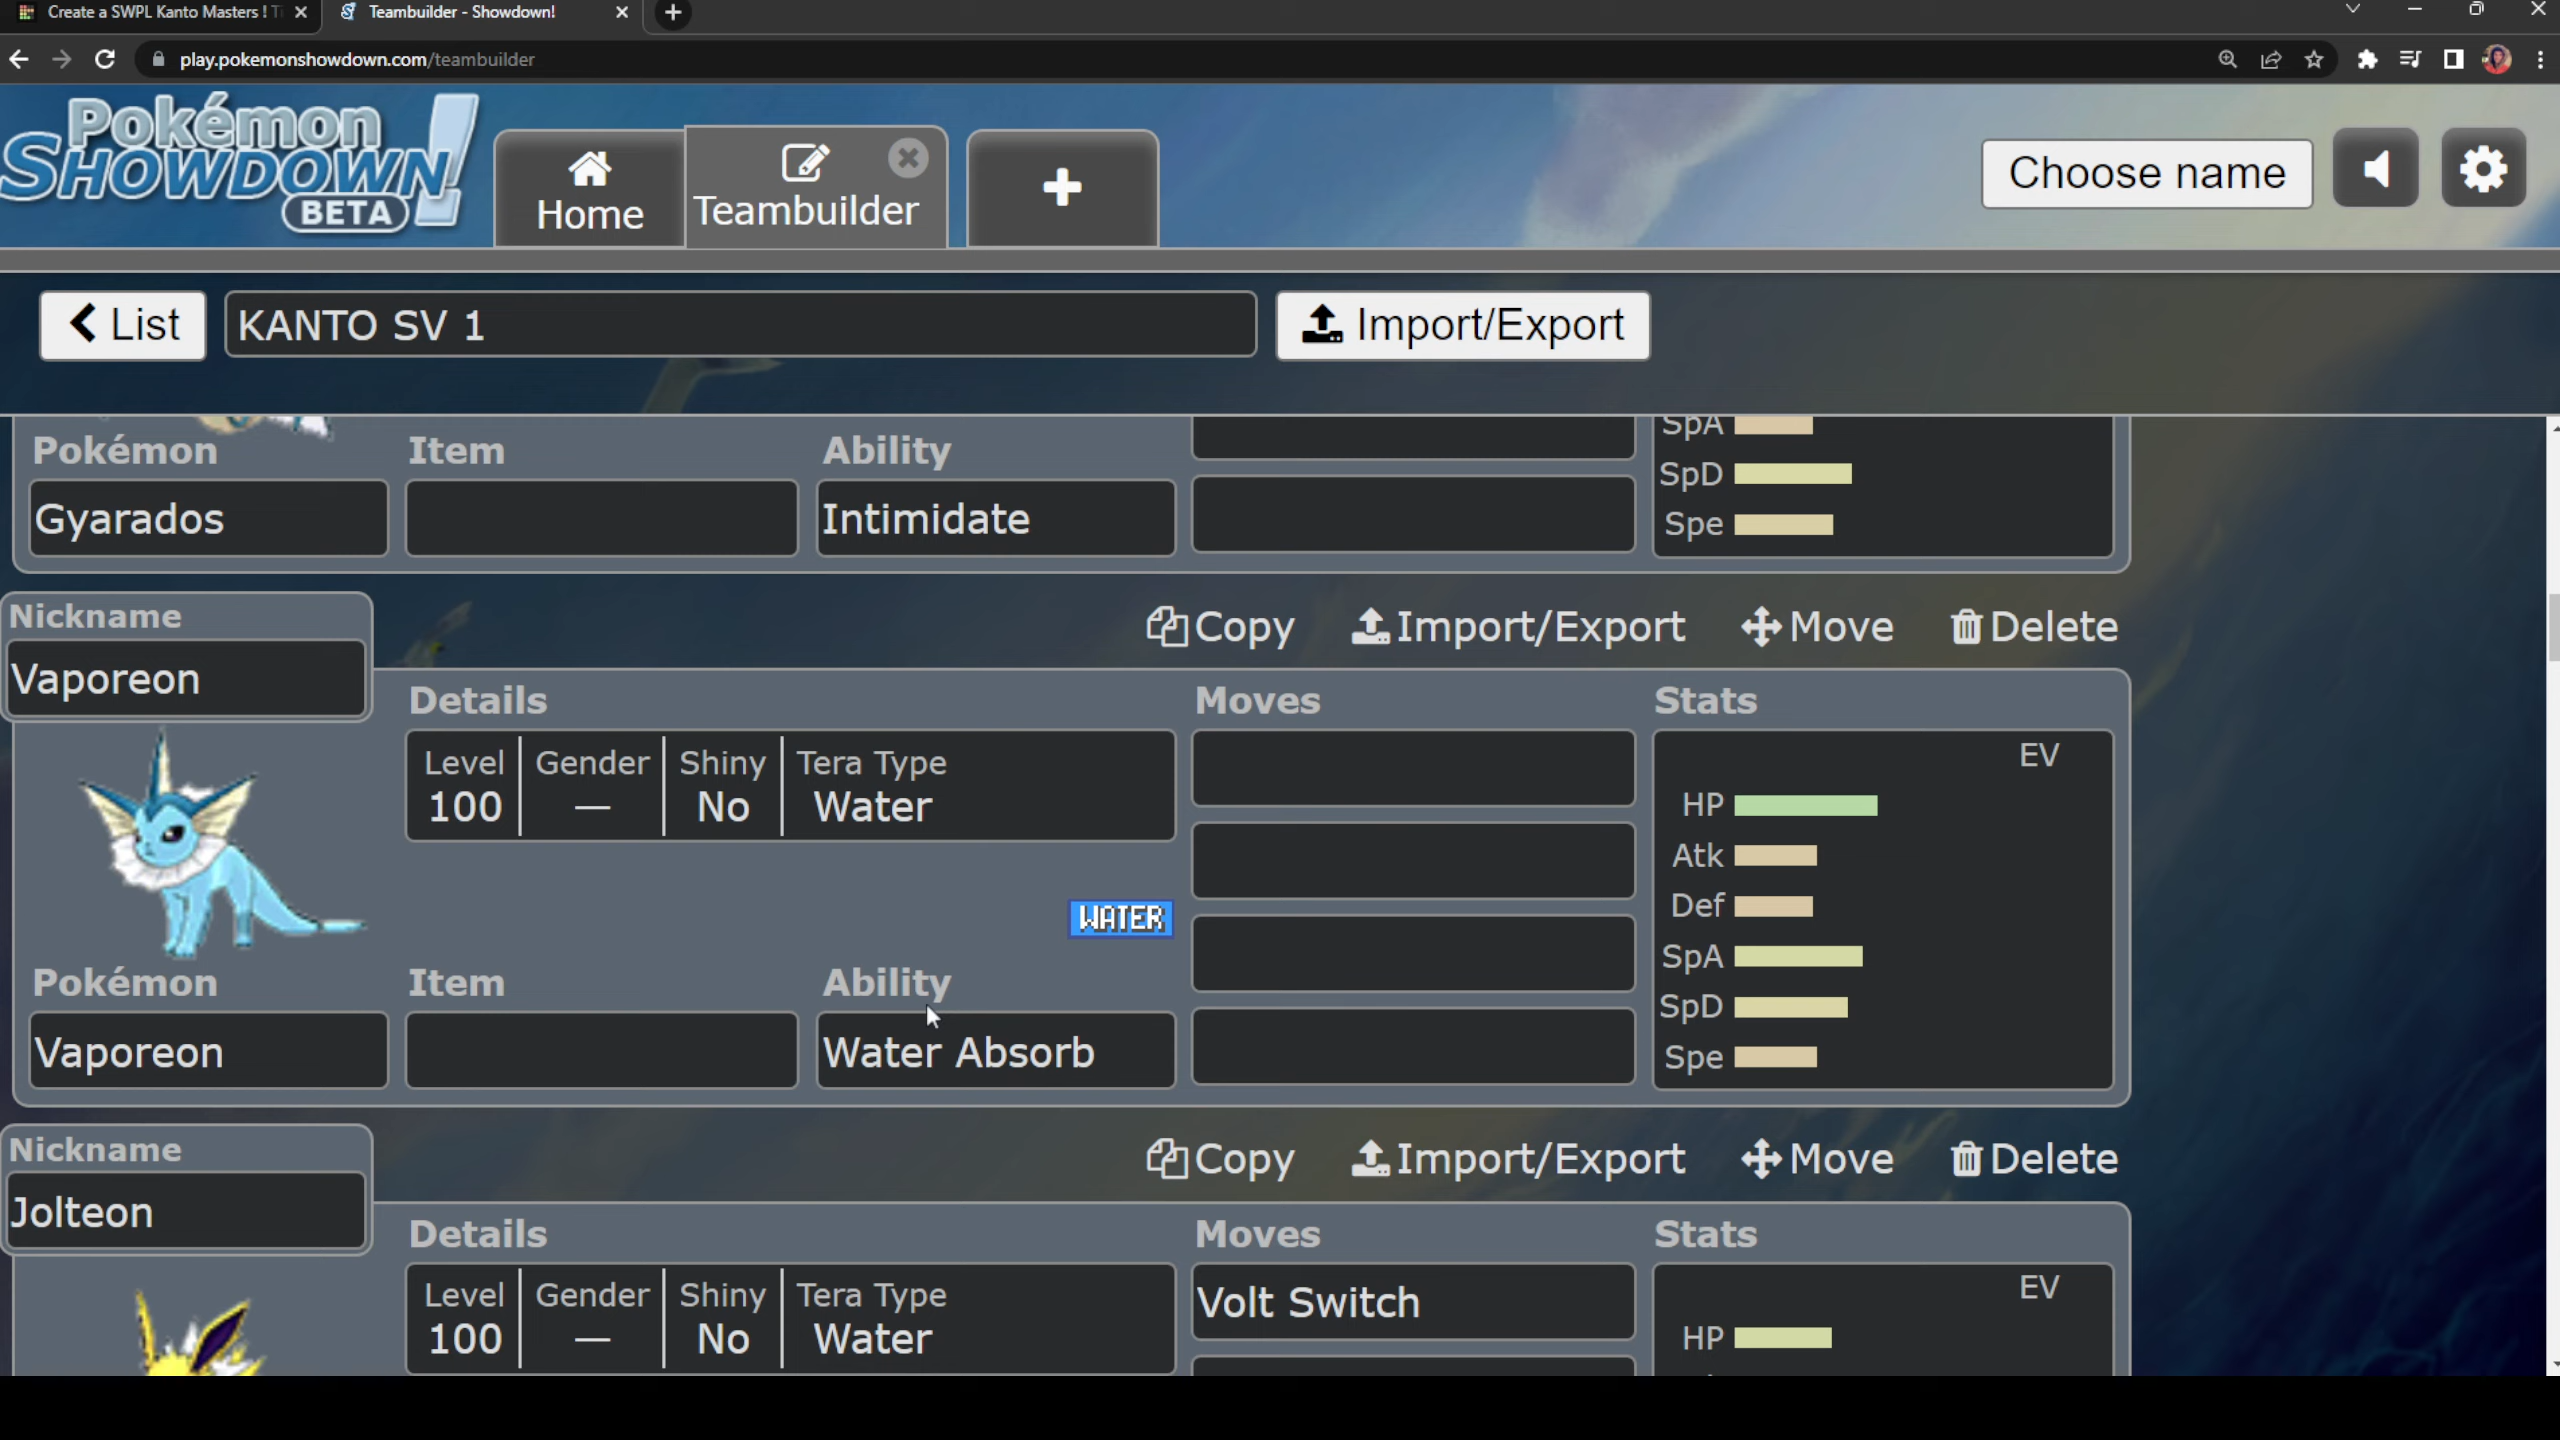 Create a SWPL Kanto Masters ! Ti
Teambuilder - Showdown!
play.pokemonshowdown.com/teambuilder
Pokémon
SHOWDOWN!
BETA
Home
Teambuilder
Choose name
List
KANTO SV 1
Import/Export
SpA
Pokémon Item Ability
SpD
Gyarados Intimidate
Spe
Nickname
Copy Import/Export Move Delete
Vaporeon
Details Moves Stats
EV
Level Gender Shiny Tera Type
100 — No Water
HP
Atk
Def
WATER
SpA
Pokémon Item Ability
SpD
Vaporeon Water Absorb
Spe
Nickname
Copy Import/Export Move Delete
Jolteon
Details Moves Stats
EV
Level Gender Shiny Tera Type
Volt Switch
100 — No Water
HP